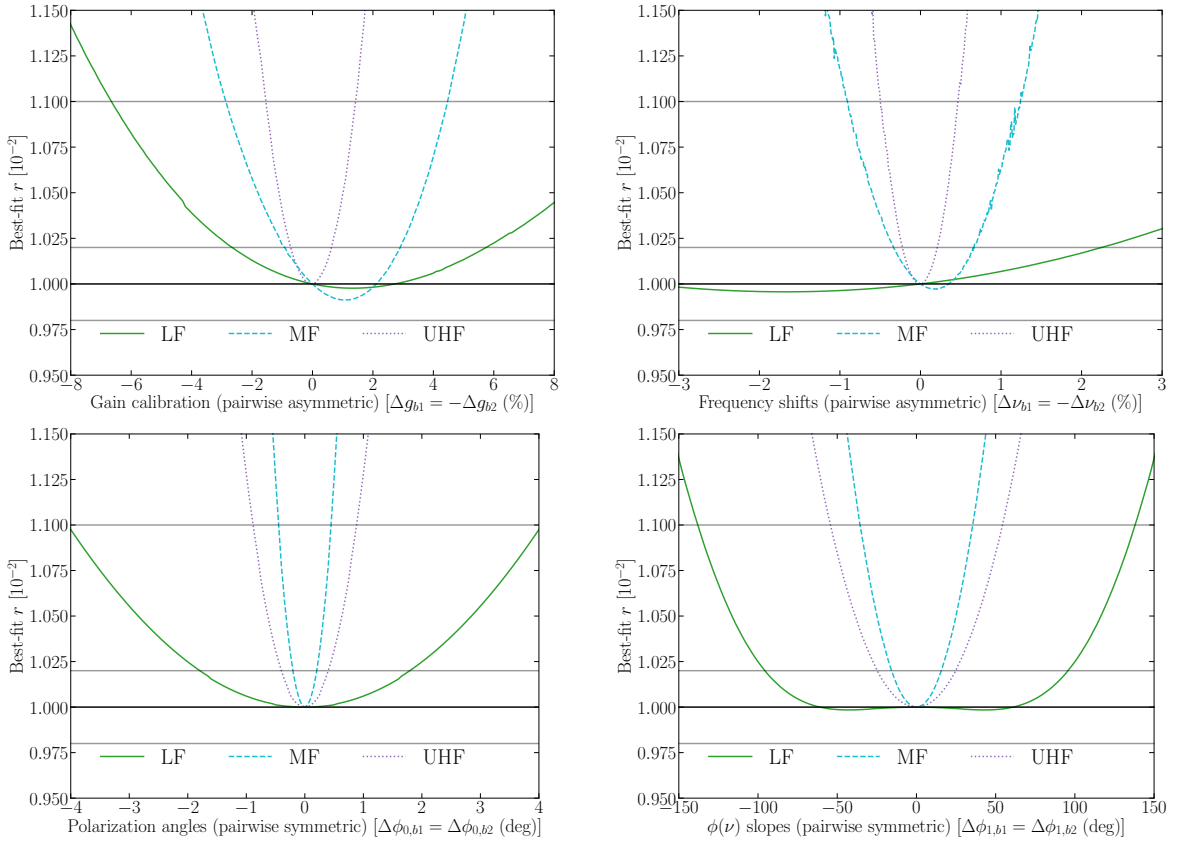 1.150
1.125
1.100
1.075
1.050
1.025
1.000
0.975
0.950
Best-fit r [10⁻²]
LF MF UHF
−8 −6 −4 −2 0 2 4 6 8
Gain calibration (pairwise asymmetric) [Δg_{b1} = −Δg_{b2} (%)]
1.150
1.125
1.100
1.075
1.050
1.025
1.000
0.975
0.950
Best-fit r [10⁻²]
LF MF UHF
−3 −2 −1 0 1 2 3
Frequency shifts (pairwise asymmetric) [Δν_{b1} = −Δν_{b2} (%)]
1.150
1.125
1.100
1.075
1.050
1.025
1.000
0.975
0.950
Best-fit r [10⁻²]
LF MF UHF
−4 −3 −2 −1 0 1 2 3 4
Polarization angles (pairwise symmetric) [Δϕ_{0,b1} = Δϕ_{0,b2} (deg)]
1.150
1.125
1.100
1.075
1.050
1.025
1.000
0.975
0.950
Best-fit r [10⁻²]
LF MF UHF
−150 −100 −50 0 50 100 150
ϕ(ν) slopes (pairwise symmetric) [Δϕ_{1,b1} = Δϕ_{1,b2} (deg)]